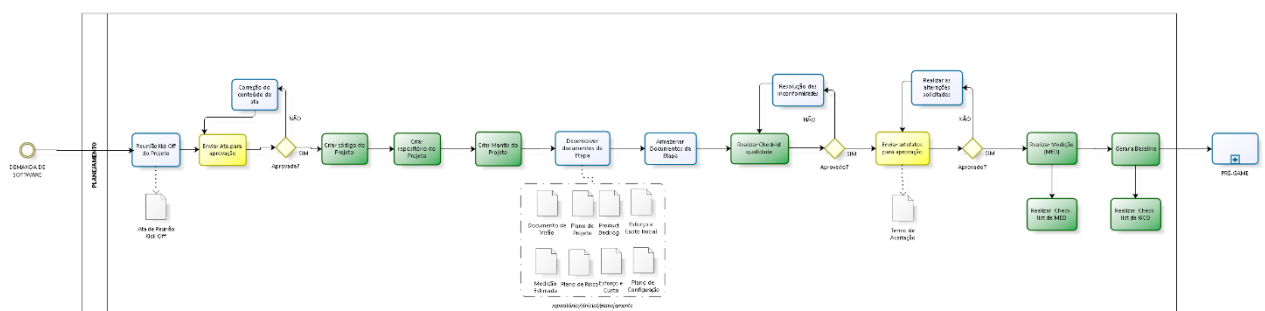 DEMANDA DE
SOFTWARE
PLANEJAMENTO
Reunião Kick Off
do Projeto
Ata de Reunião
Kick Off
Correção do
conteúdo da
ata
Enviar Ata para
aprovação
NÃO
SIM
Aprovada?
Criar código do
Projeto
Criar
repositório do
Projeto
Criar Mantis do
Projeto
Desenvolver
documentos da
Etapa
Documento de
Visão
Plano de
Projeto
Product
Backlog
Esforço e
Custo Inicial
Medição
Estimada
Plano de Risco
Esforço e
Custo
Plano de
Configuração
Armazenar
Documentos da
Etapa
Realizar Checklist
qualidade
Resolução das
inconformidades
NÃO
SIM
Aprovado?
Enviar artefatos
para aprovação
Termo de
Aceitação
Realizar as
alterações
solicitadas
NÃO
SIM
Aprovado?
Realizar Medição
(MED)
Realizar Check-
list de MED
Gerar a Baseline
Realizar Check-
list de GCO
PRÉ-GAME